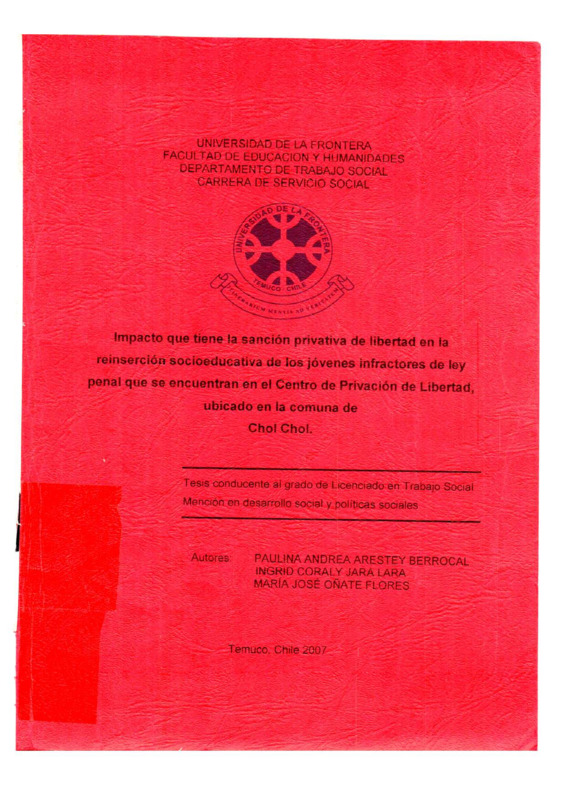 UNIVERSIDAD DE LA FRONTERA
FACULTAD DE EDUCACION Y HUMANIDADES
DEPARTAMENTO DE TRABAJO SOCIAL
CARRERA DE SERVICIO SOCIAL
UNIVERSIDAD DE LA FRONTERA
TEMUCO - CHILE
Impacto que tiene la sanción privativa de libertad en la
reinserción socioeducativa de los jóvenes infractores de ley
penal que se encuentran en el Centro de Privación de Libertad,
ubicado en la comuna de
Chol Chol.
Tesis conducente al grado de Licenciado en Trabajo Social
Mención en desarrollo social y políticas sociales
Autores: PAULINA ANDREA ARESTEY BERROCAL
INGRID CORALY JARA LARA
MARÍA JOSÉ OÑATE FLORES
Temuco, Chile 2007